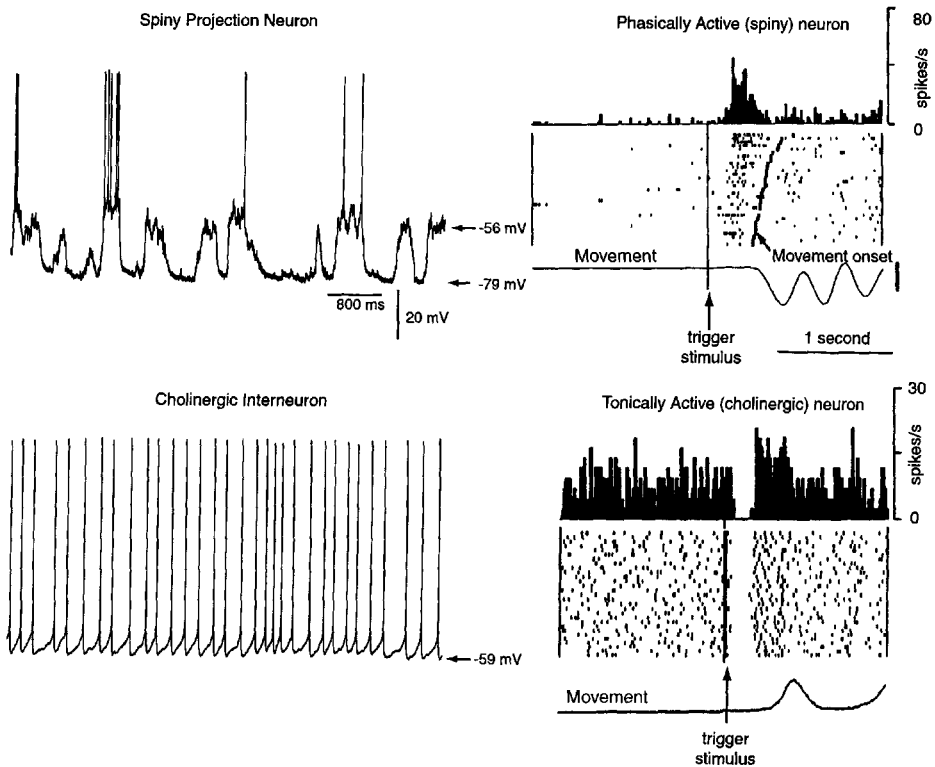 Spiny Projection Neuron
-56 mV
-79 mV
800 ms
20 mV
Phasically Active (spiny) neuron
80
spikes/s
0
Movement
Movement onset
trigger
stimulus
1 second
Cholinergic Interneuron
-59 mV
Tonically Active (cholinergic) neuron
30
spikes/s
0
Movement
trigger
stimulus